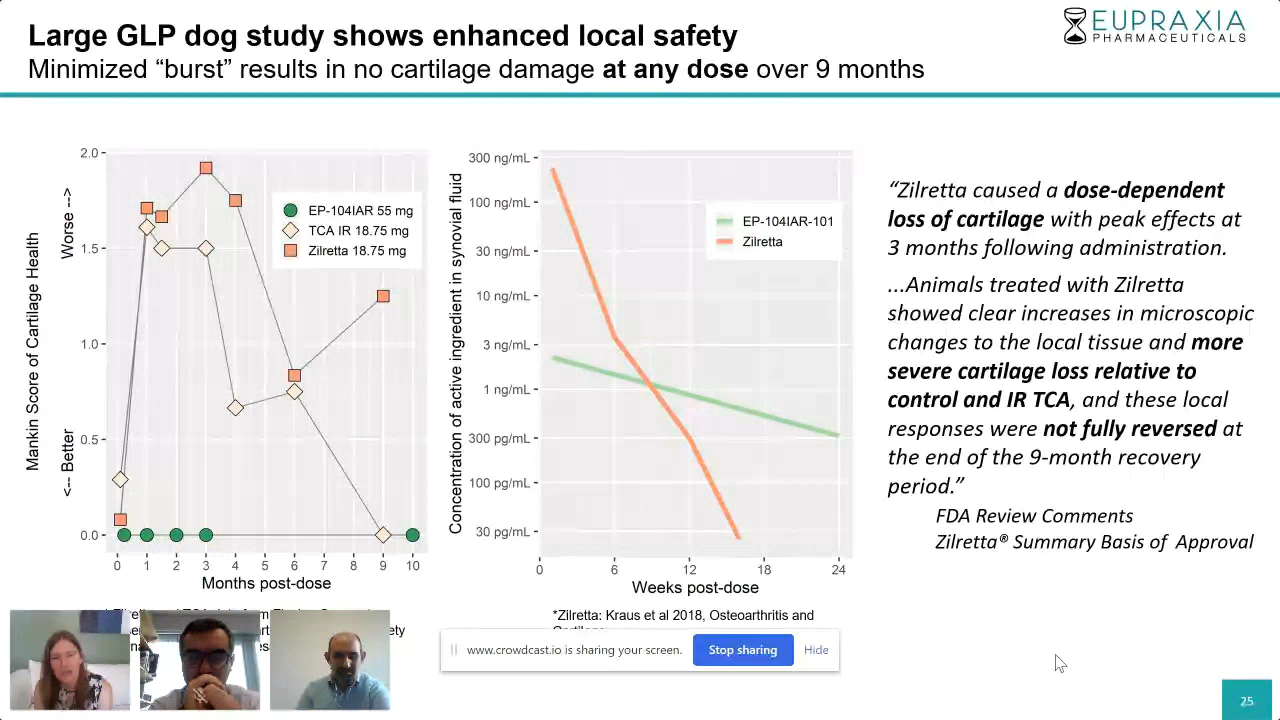 Large GLP dog study shows enhanced local safety
Minimized “burst” results in no cartilage damage at any dose over 9 months
EUPRAXIA
PHARMACEUTICALS
Mankin Score of Cartilage Health
<-- Better
Worse -->
2.0
1.5
1.0
0.5
0.0
EP-104IAR 55 mg
TCA IR 18.75 mg
Zilretta 18.75 mg
0 1 2 3 4 5 6 7 8 9 10
Months post-dose
Concentration of active ingredient in synovial fluid
300 ng/mL
100 ng/mL
30 ng/mL
10 ng/mL
3 ng/mL
1 ng/mL
300 pg/mL
100 pg/mL
30 pg/mL
EP-104IAR-101
Zilretta
0 6 12 18 24
Weeks post-dose
*Zilretta: Kraus et al 2018, Osteoarthritis and
“Zilretta caused a dose-dependent
loss of cartilage with peak effects at
3 months following administration.
...Animals treated with Zilretta
showed clear increases in microscopic
changes to the local tissue and more
severe cartilage loss relative to
control and IR TCA, and these local
responses were not fully reversed at
the end of the 9-month recovery
period.”
FDA Review Comments
Zilretta® Summary Basis of Approval
www.crowdcast.io is sharing your screen.
Stop sharing
Hide
25